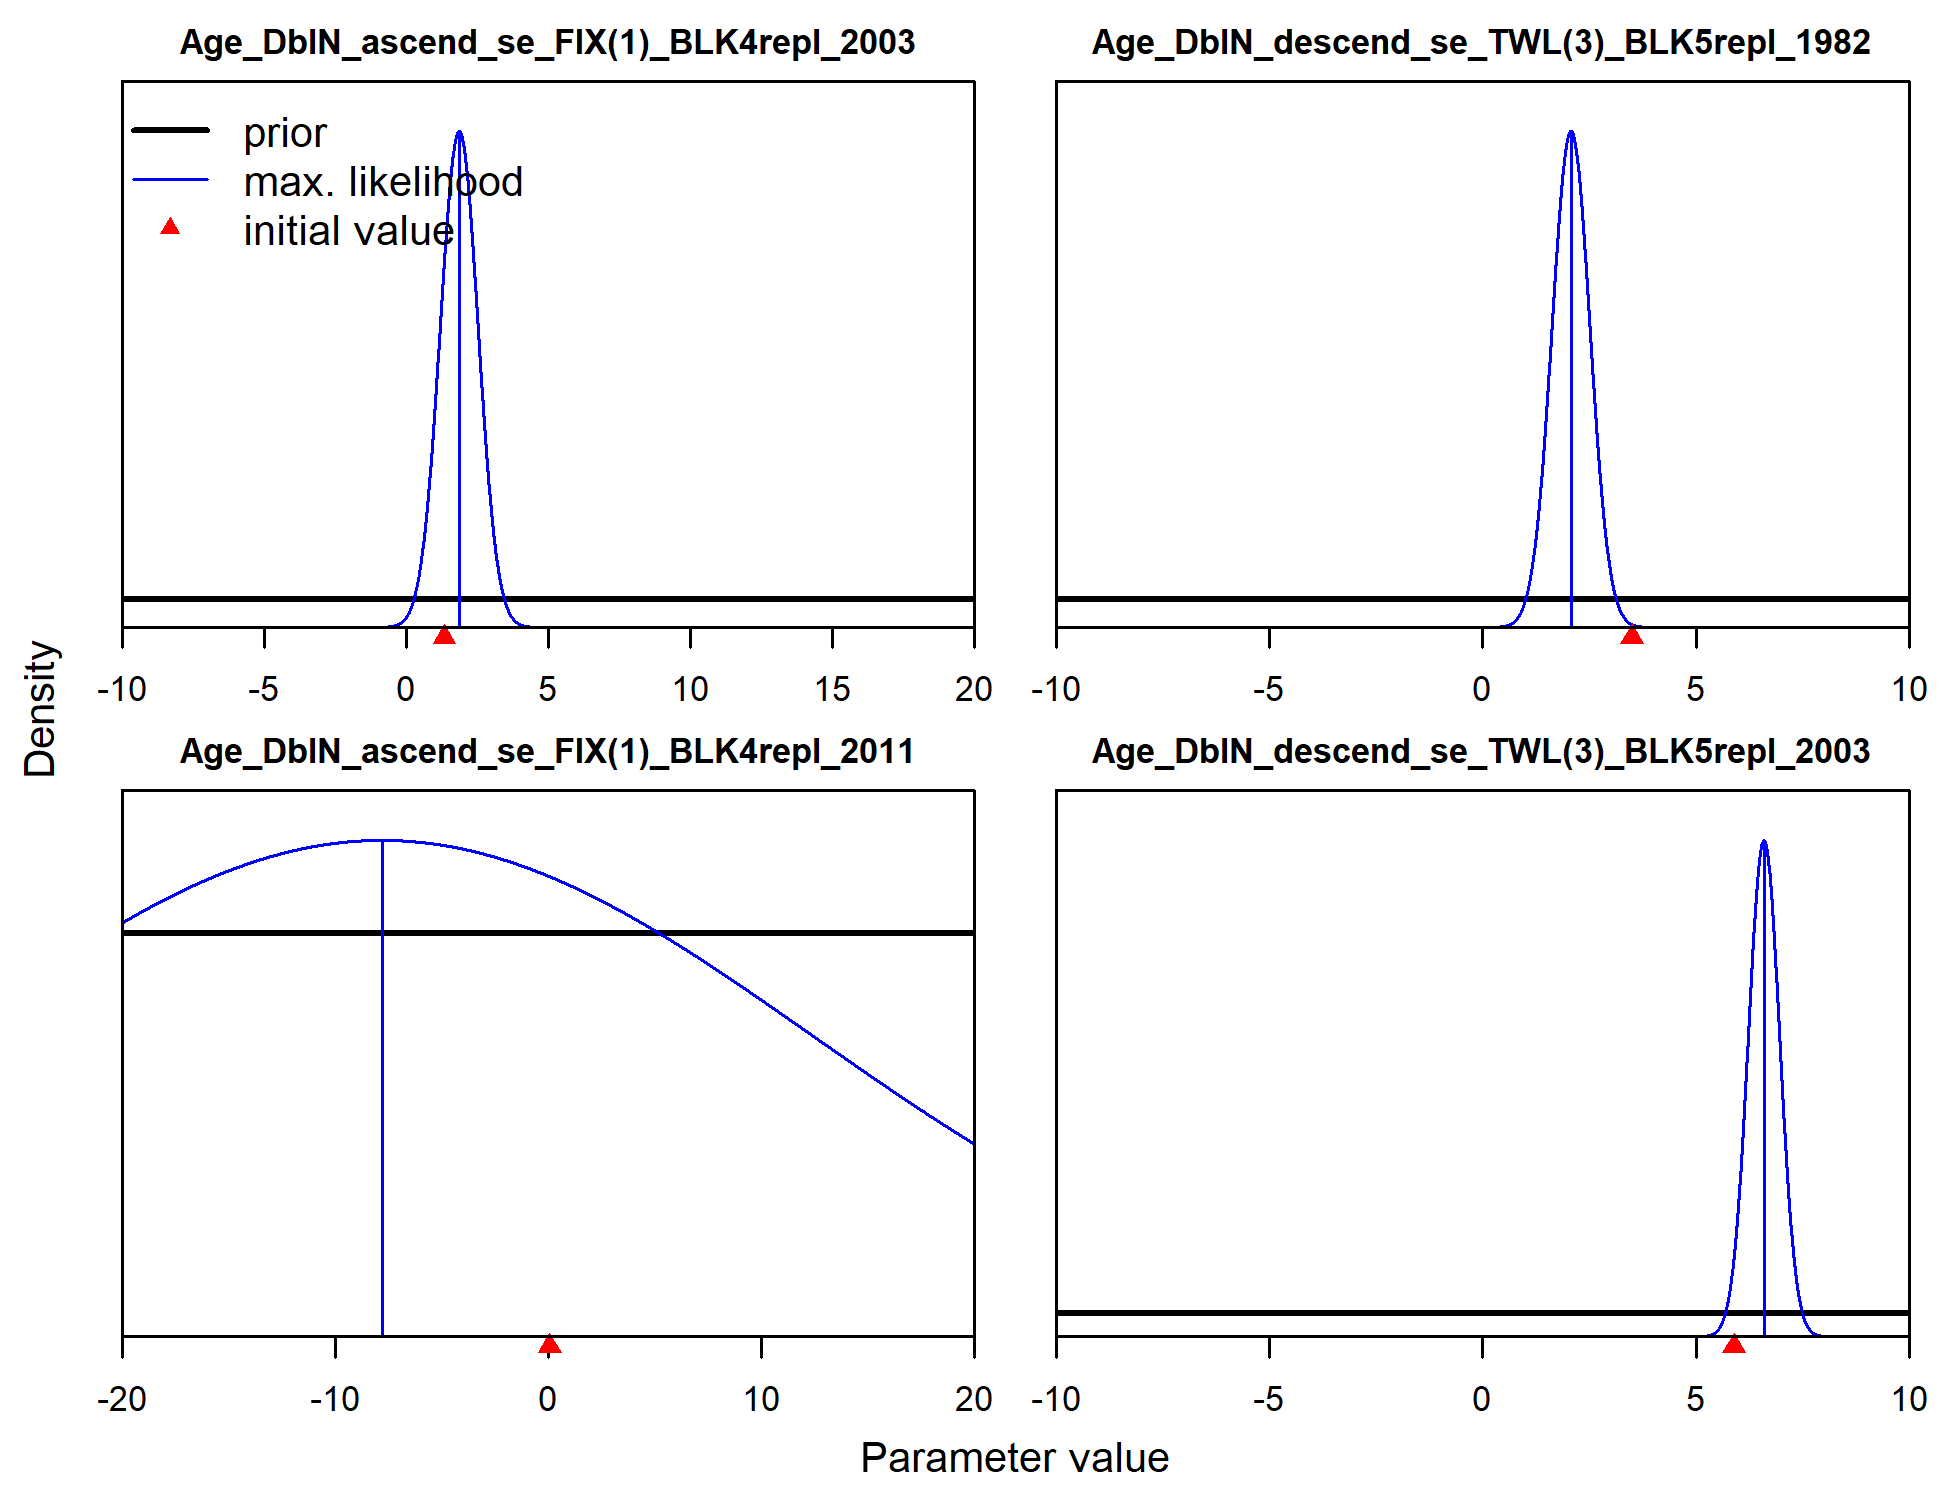 Age_DblN_ascend_se_FIX(1)_BLK4repl_2003
prior
max. likelihood
initial value
-10 -5 0 5 10 15 20
Age_DblN_descend_se_TWL(3)_BLK5repl_1982
-10 -5 0 5 10
Age_DblN_ascend_se_FIX(1)_BLK4repl_2011
-20 -10 0 10 20
Age_DblN_descend_se_TWL(3)_BLK5repl_2003
-10 -5 0 5 10
Density
Parameter value